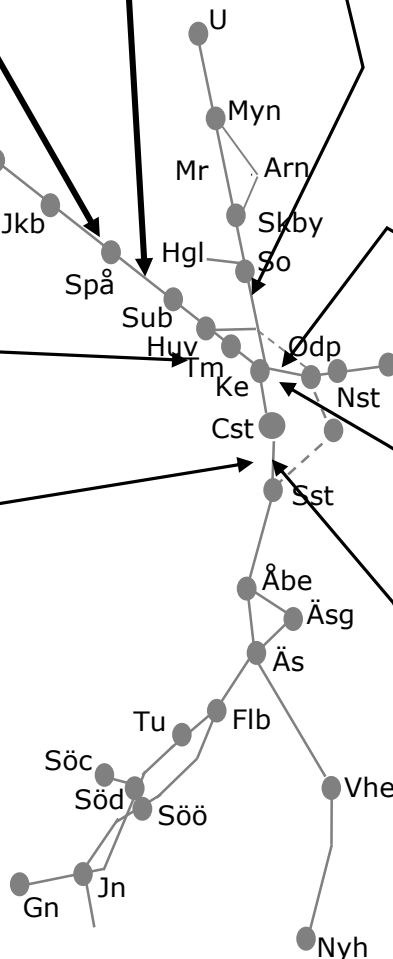 U
Myn
Mr
Arn
Skby
Jkb
Hgl
So
Spå
Sub
Huv
Odp
Tm
Ke
Nst
Cst
Sst
Åbe
Äsg
Äs
Tu
Flb
Söc
Söd
Söö
Vhe
Jn
Gn
Nyh